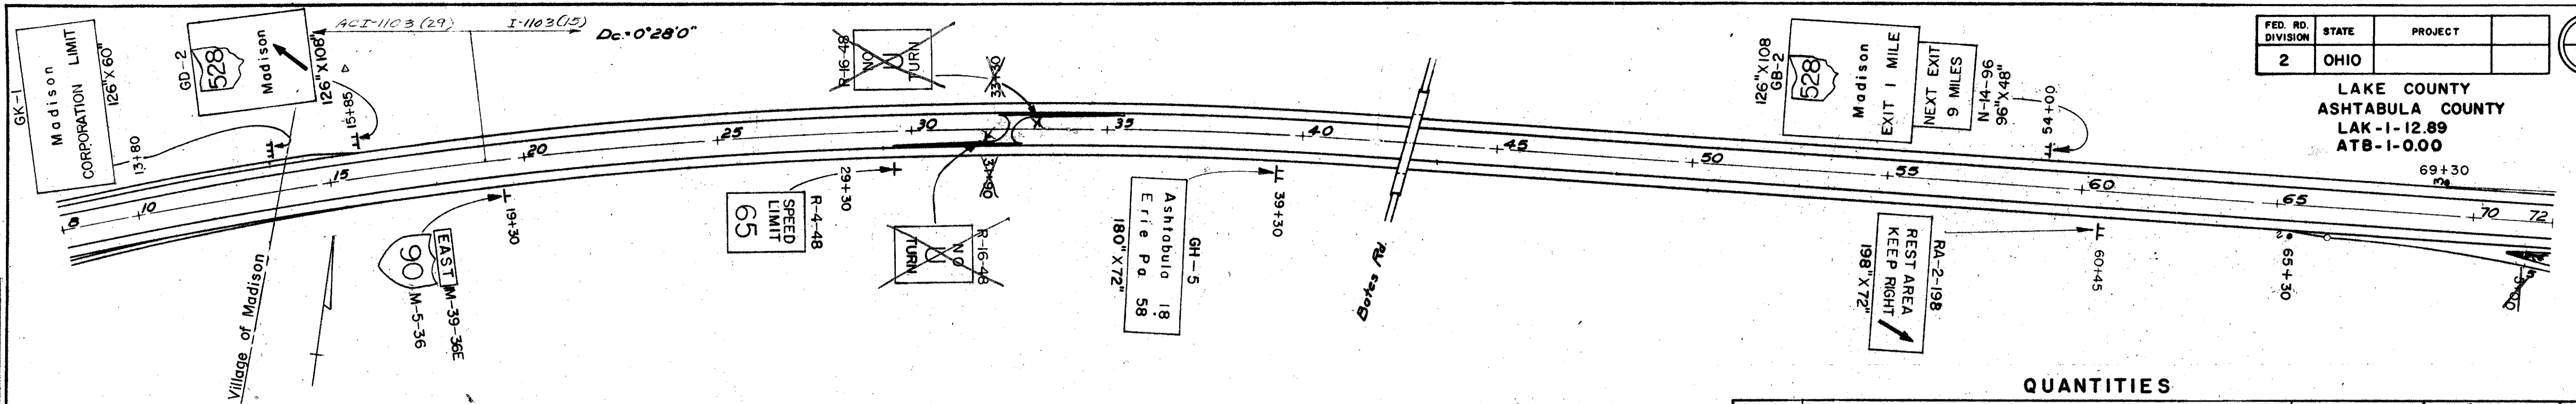 GK-1
Madison
CORPORATION LIMIT
126"X60"
13+80
GD-2
528
Madison
126"X108"
15+85
ACI-1103(29)
I-1103(15)
Dc=0°28'0"
R-16-48
NO
U
TURN
33+30
126"X108
GB-2
528
Madison
EXIT 1 MILE
NEXT EXIT
9 MILES
N-14-96
96"X48"
54+00
FED. RD. DIVISION STATE PROJECT
2 OHIO
LAKE COUNTY
ASHTABULA COUNTY
LAK-1-12.89
ATB-1-0.00
69+30
8 10 15 20 25 30 35 40 45 50 55 60 65 70 72
Village of Madison
90
EAST
M-39-36E
M-5-36
19+30
SPEED
LIMIT
65
R-4-48
29+30
NO
U
TURN
R-16-48
31+90
GH-5
Ashtabula 18
Erie Pa. 58
180"X72"
39+30
Bates Rd.
RA-2-198
REST AREA
KEEP RIGHT
198"X72"
60+45
65+30
QUANTITIES